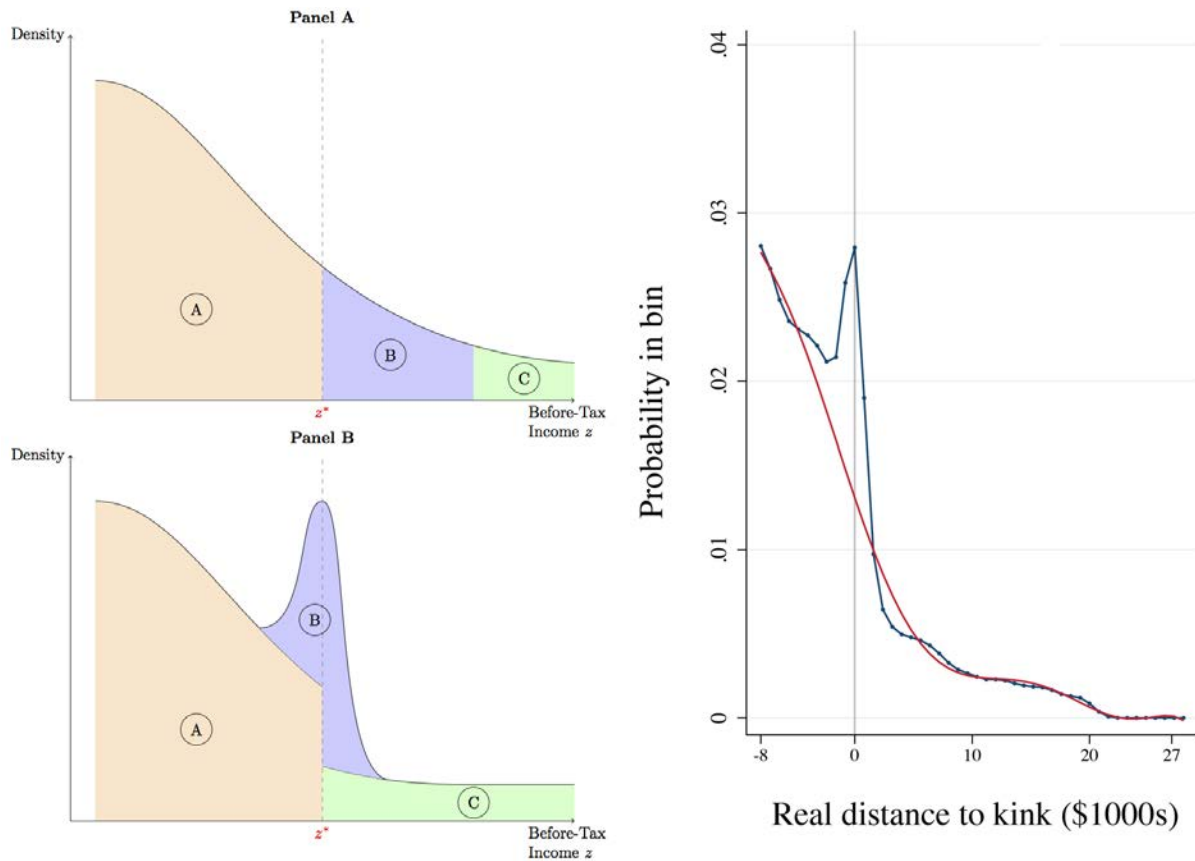 Panel A
Density
A
B
C
z*
Before-Tax
Income z
Panel B
Density
A
B
C
z*
Before-Tax
Income z
.04
.03
.02
.01
0
Probability in bin
-8 0 10 20 27
Real distance to kink ($1000s)